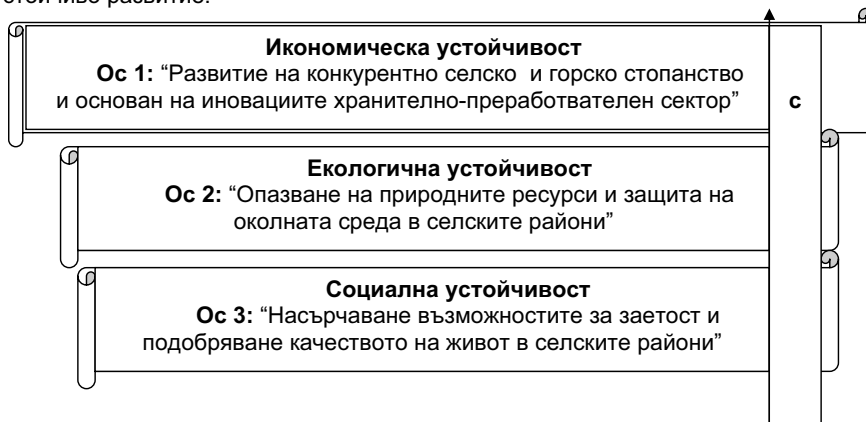 стойчиво развитие.
Икономическа устойчивост
Ос 1: “Развитие на конкурентно селско и горско стопанство
и основан на иновациите хранително-преработвателен сектор”
с
Екологична устойчивост
Ос 2: “Опазване на природните ресурси и защита на
околната среда в селските райони”
Социална устойчивост
Ос 3: “Насърчаване възможностите за заетост и
подобряване качеството на живот в селските райони”